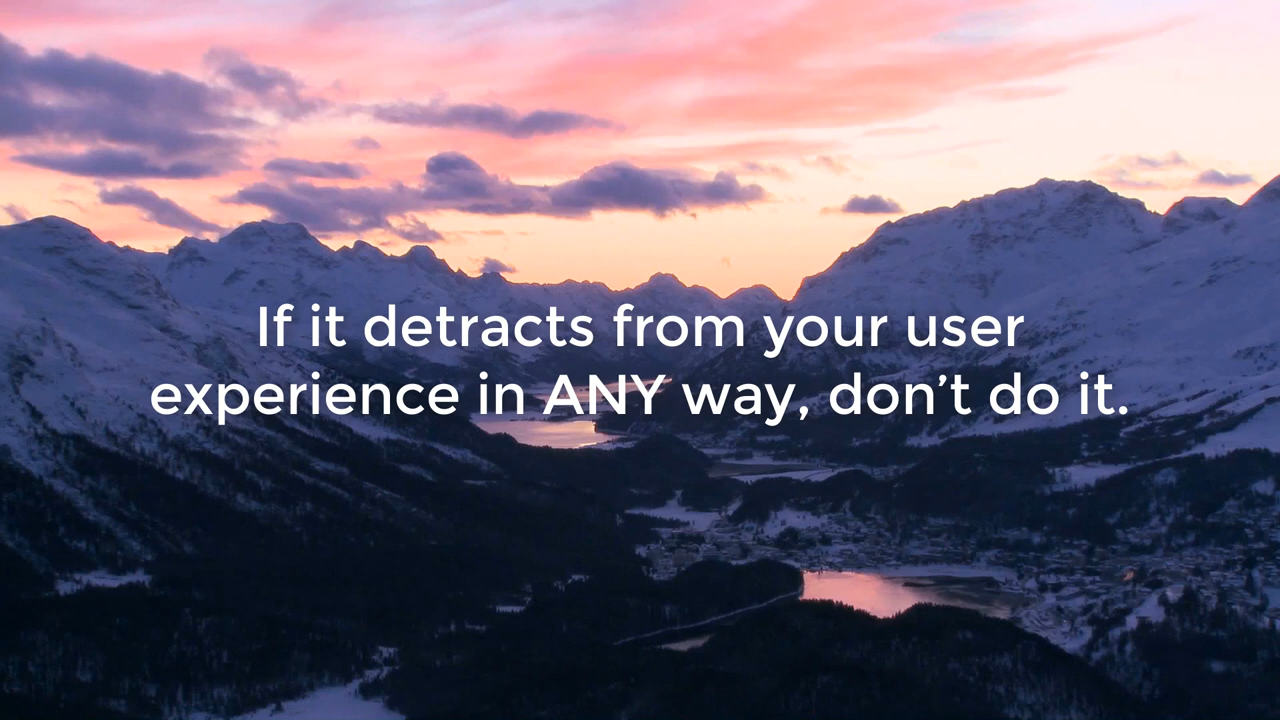 If it detracts from your user
experience in ANY way, don’t do it.